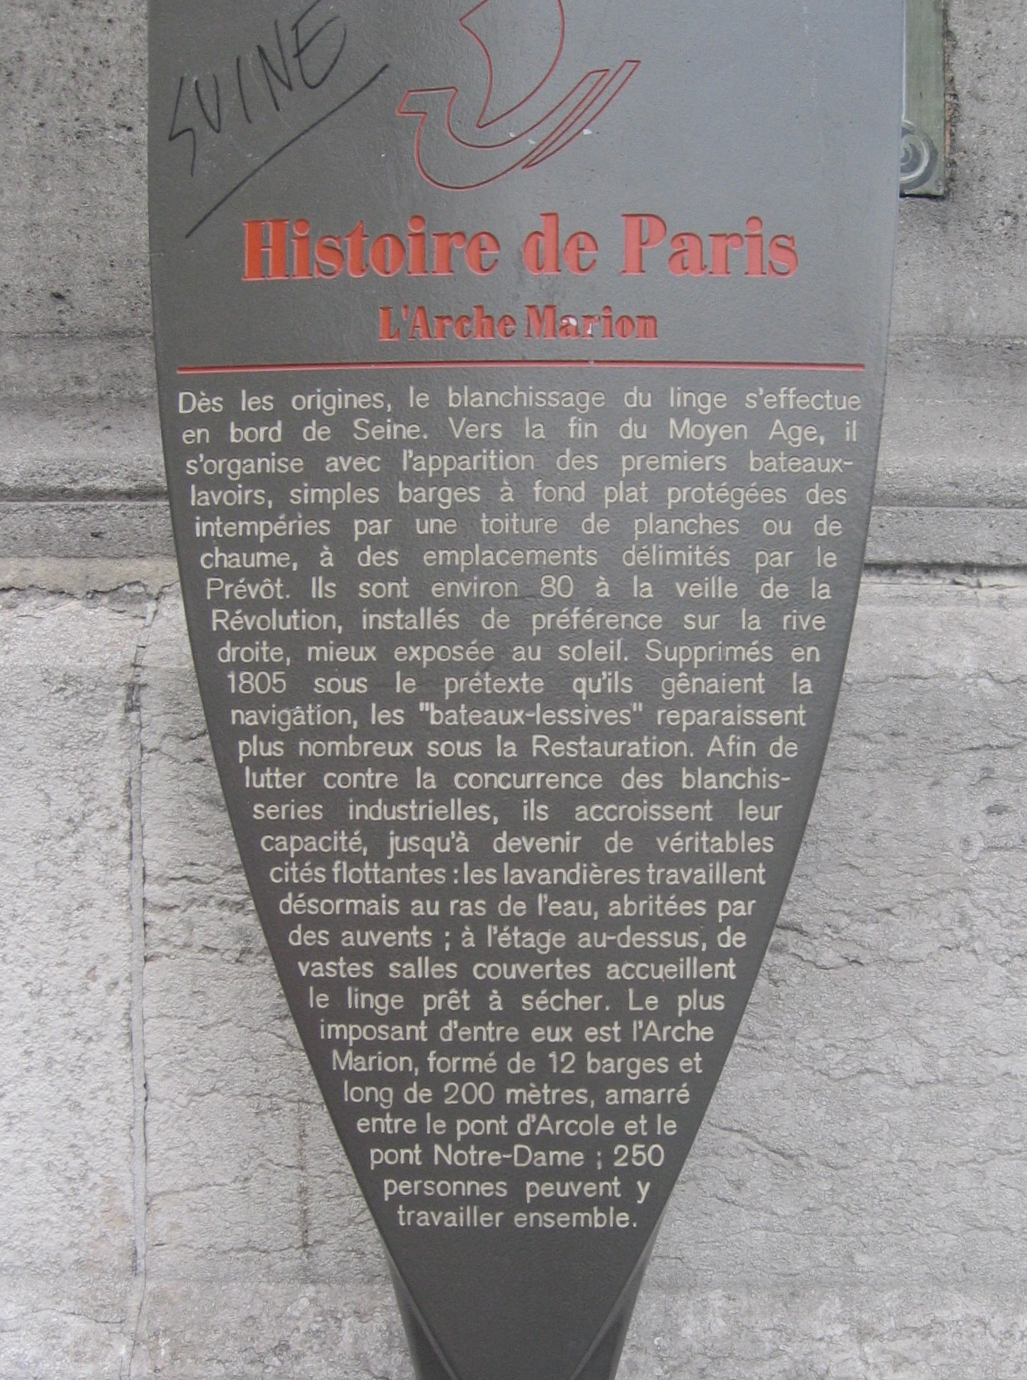 SUINE
Histoire de Paris
L'Arche Marion
Dès les origines, le blanchissage du linge s'effectue
en bord de Seine. Vers la fin du Moyen Age, il
s'organise avec l'apparition des premiers bateaux-
lavoirs, simples barges à fond plat protégées des
intempéries par une toiture de planches ou de
chaume, à des emplacements délimités par le
Prévôt. Ils sont environ 80 à la veille de la
Révolution, installés de préférence sur la rive
droite, mieux exposée au soleil. Supprimés en
1805 sous le prétexte qu'ils gênaient la
navigation, les "bateaux-lessives" reparaissent
plus nombreux sous la Restauration. Afin de
lutter contre la concurrence des blanchis-
series industrielles, ils accroissent leur
capacité, jusqu'à devenir de véritables
cités flottantes : les lavandières travaillent
désormais au ras de l'eau, abritées par
des auvents ; à l'étage au-dessus, de
vastes salles couvertes accueillent
le linge prêt à sécher. Le plus
imposant d'entre eux est l'Arche
Marion, formé de 12 barges et
long de 200 mètres, amarré
entre le pont d'Arcole et le
pont Notre-Dame ; 250
personnes peuvent y
travailler ensemble.